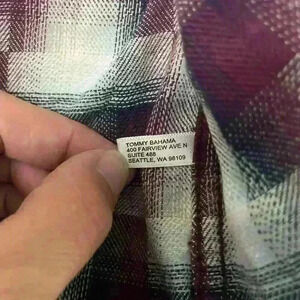 TOMMY BAHAMA
400 FAIRVIEW AVE N
SUITE 488
SEATTLE, WA 98109